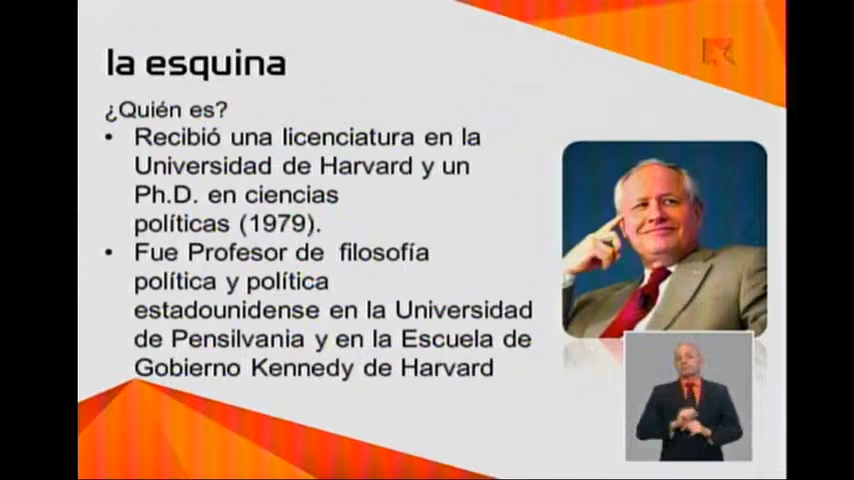 la esquina
¿Quién es?
• Recibió una licenciatura en la
Universidad de Harvard y un
Ph.D. en ciencias
políticas (1979).
• Fue Profesor de filosofía
política y política
estadounidense en la Universidad
de Pensilvania y en la Escuela de
Gobierno Kennedy de Harvard